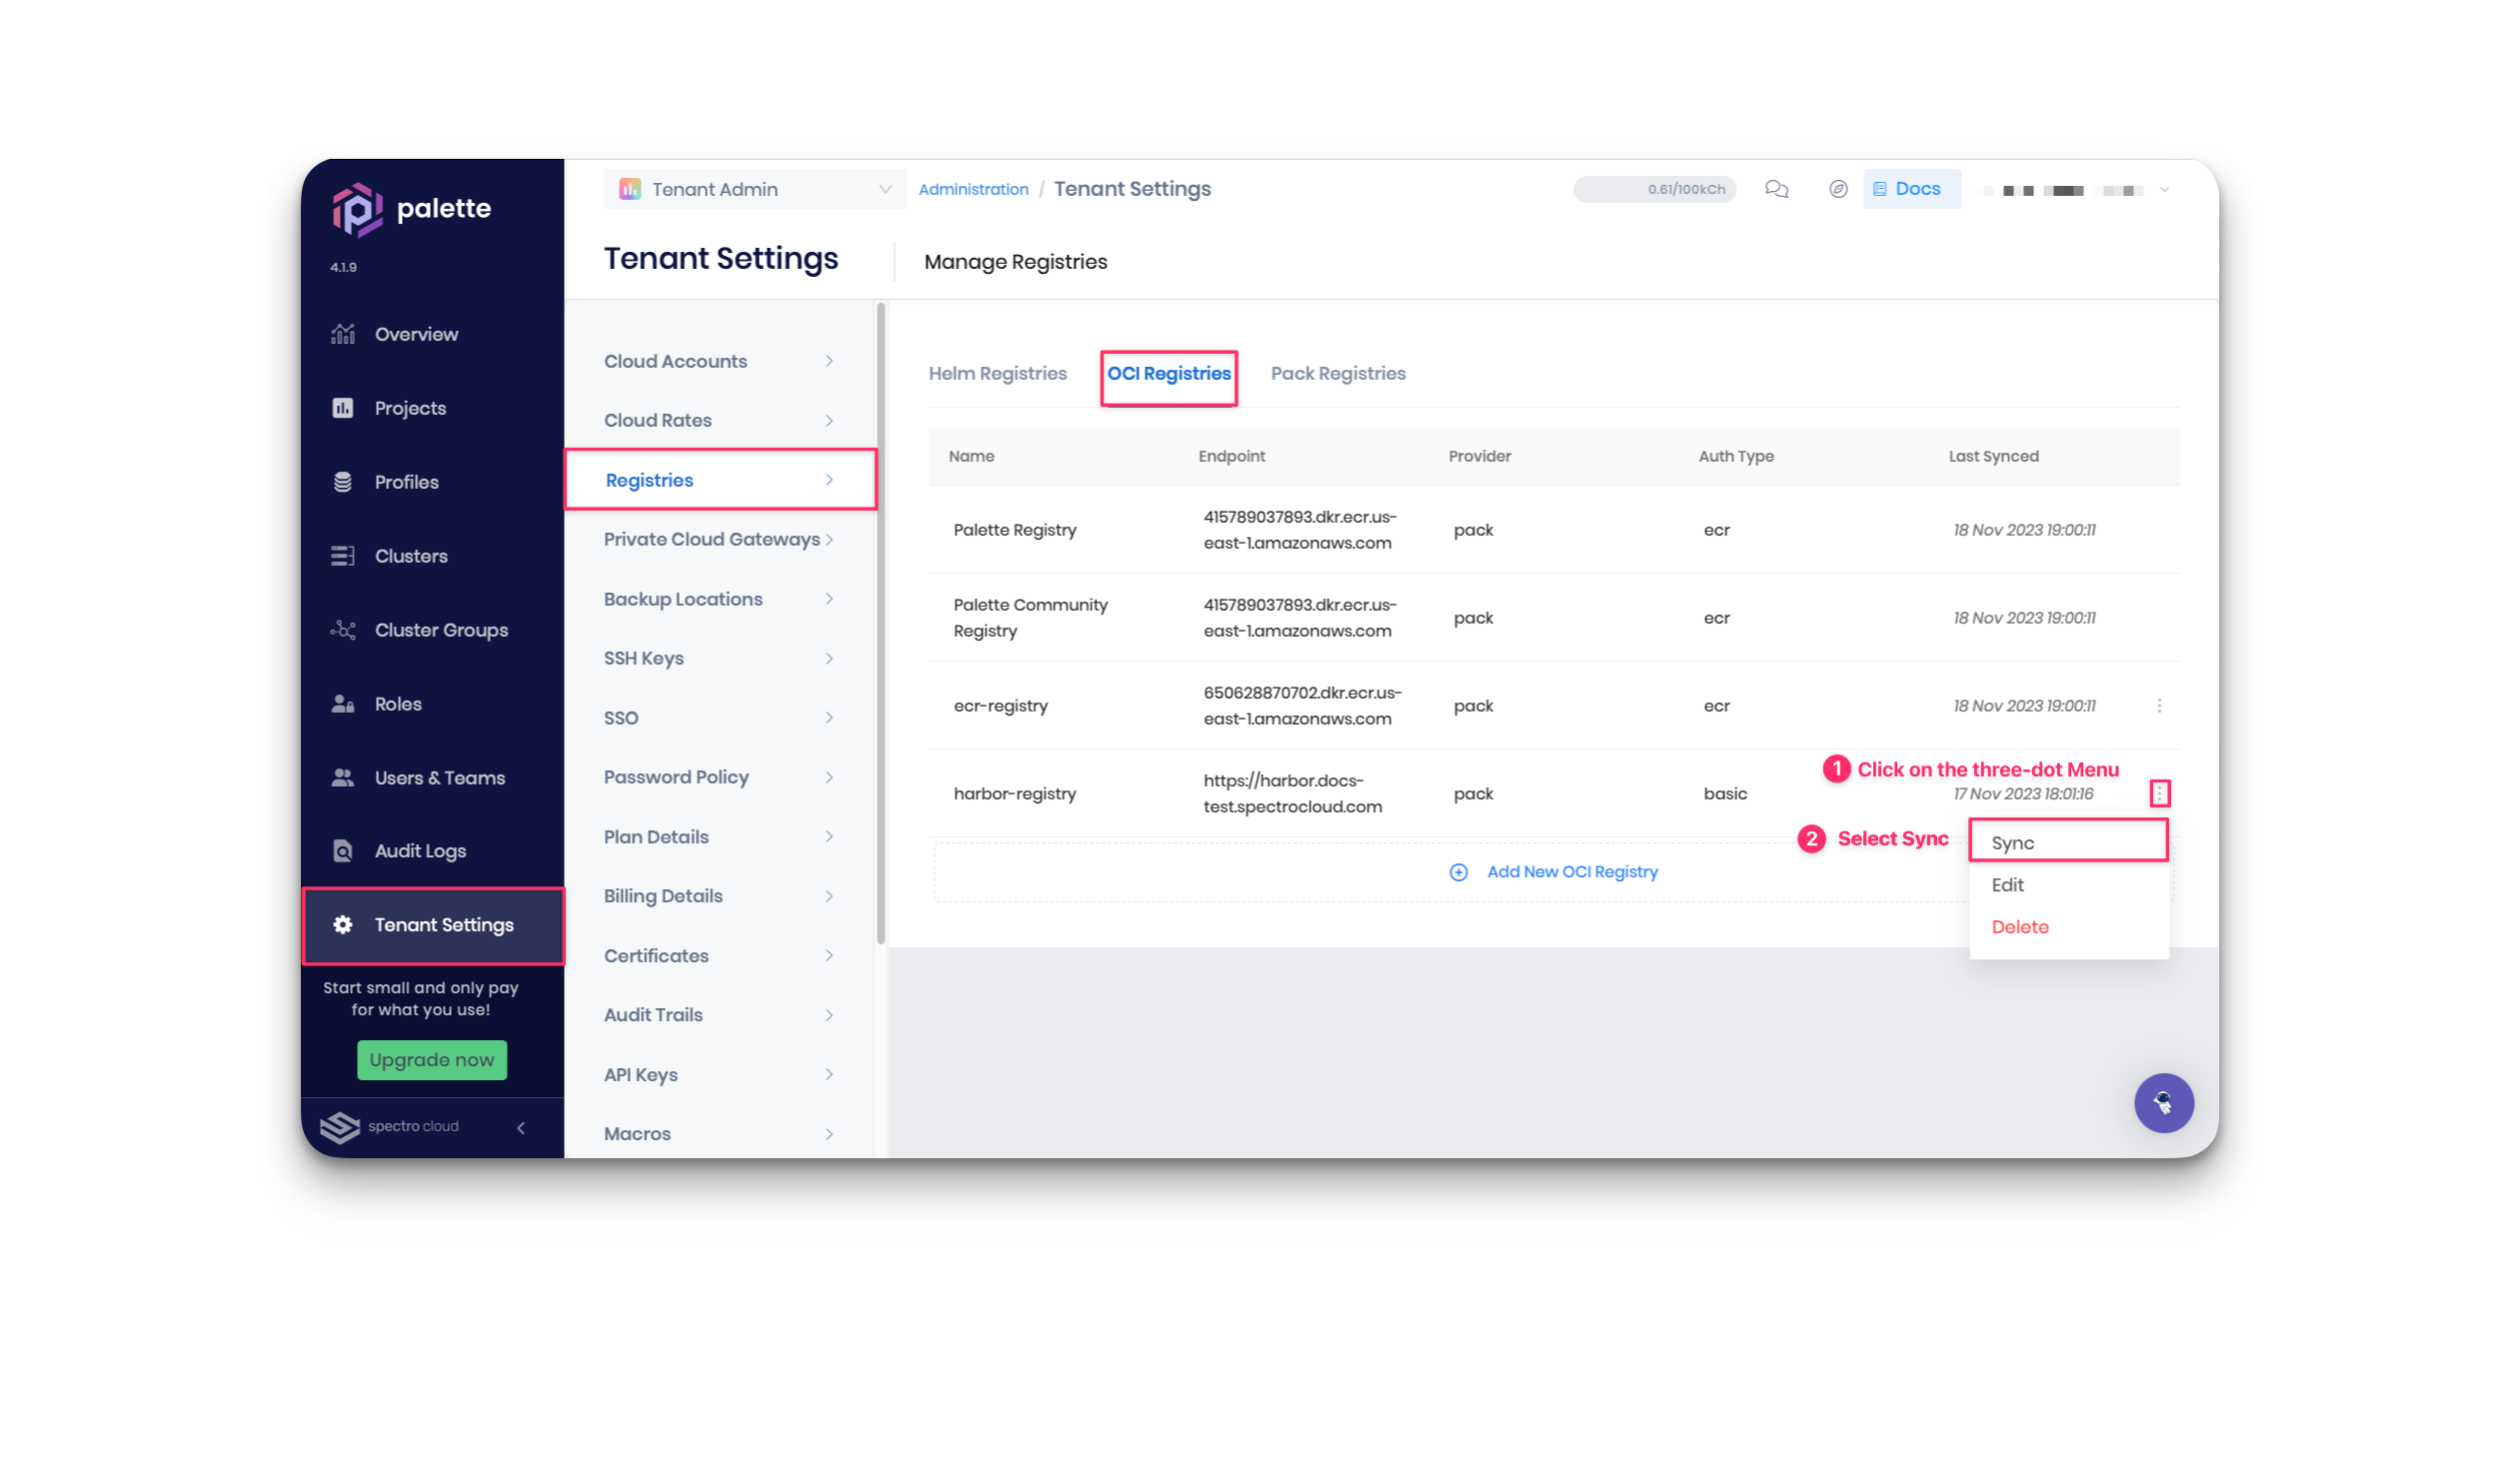 palette
4.1.9
Overview
Projects
Profiles
Clusters
Cluster Groups
Roles
Users & Teams
Audit Logs
Tenant Settings
Start small and only pay
for what you use!
Upgrade now
spectro cloud
Tenant Admin
Administration / Tenant Settings
0.61/100kCh
Docs
Tenant Settings
Manage Registries
Cloud Accounts
Cloud Rates
Registries
Private Cloud Gateways
Backup Locations
SSH Keys
SSO
Password Policy
Plan Details
Billing Details
Certificates
Audit Trails
API Keys
Macros
Helm Registries
OCI Registries
Pack Registries
Name Endpoint Provider Auth Type Last Synced
Palette Registry
415789037893.dkr.ecr.us-
east-1.amazonaws.com
pack
ecr
18 Nov 2023 19:00:11
Palette Community
Registry
415789037893.dkr.ecr.us-
east-1.amazonaws.com
pack
ecr
18 Nov 2023 19:00:11
ecr-registry
650628870702.dkr.ecr.us-
east-1.amazonaws.com
pack
ecr
18 Nov 2023 19:00:11
1 Click on the three-dot Menu
harbor-registry
https://harbor.docs-
test.spectrocloud.com
pack
basic
17 Nov 2023 18:01:16
2 Select Sync
Sync
Edit
Delete
Add New OCI Registry